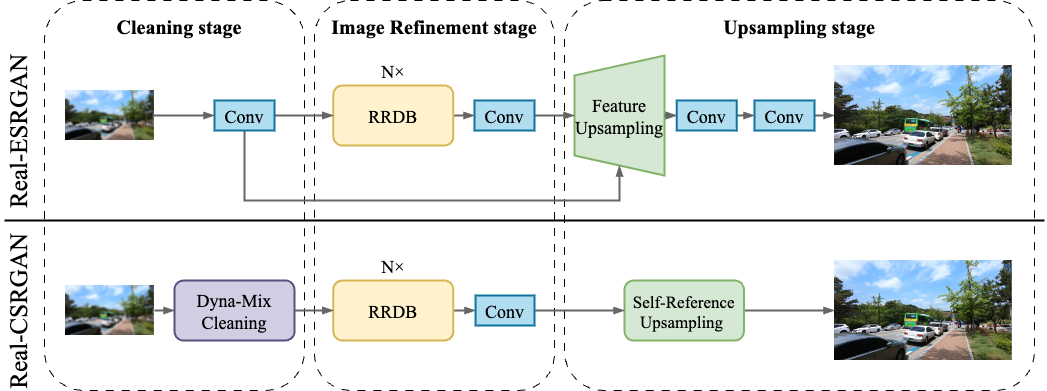 Cleaning stage
Image Refinement stage
Upsampling stage
Real-ESRGAN
Conv
N×
RRDB
Conv
Feature
Upsampling
Conv
Conv
Real-CSRGAN
Dyna-Mix
Cleaning
N×
RRDB
Conv
Self-Reference
Upsampling